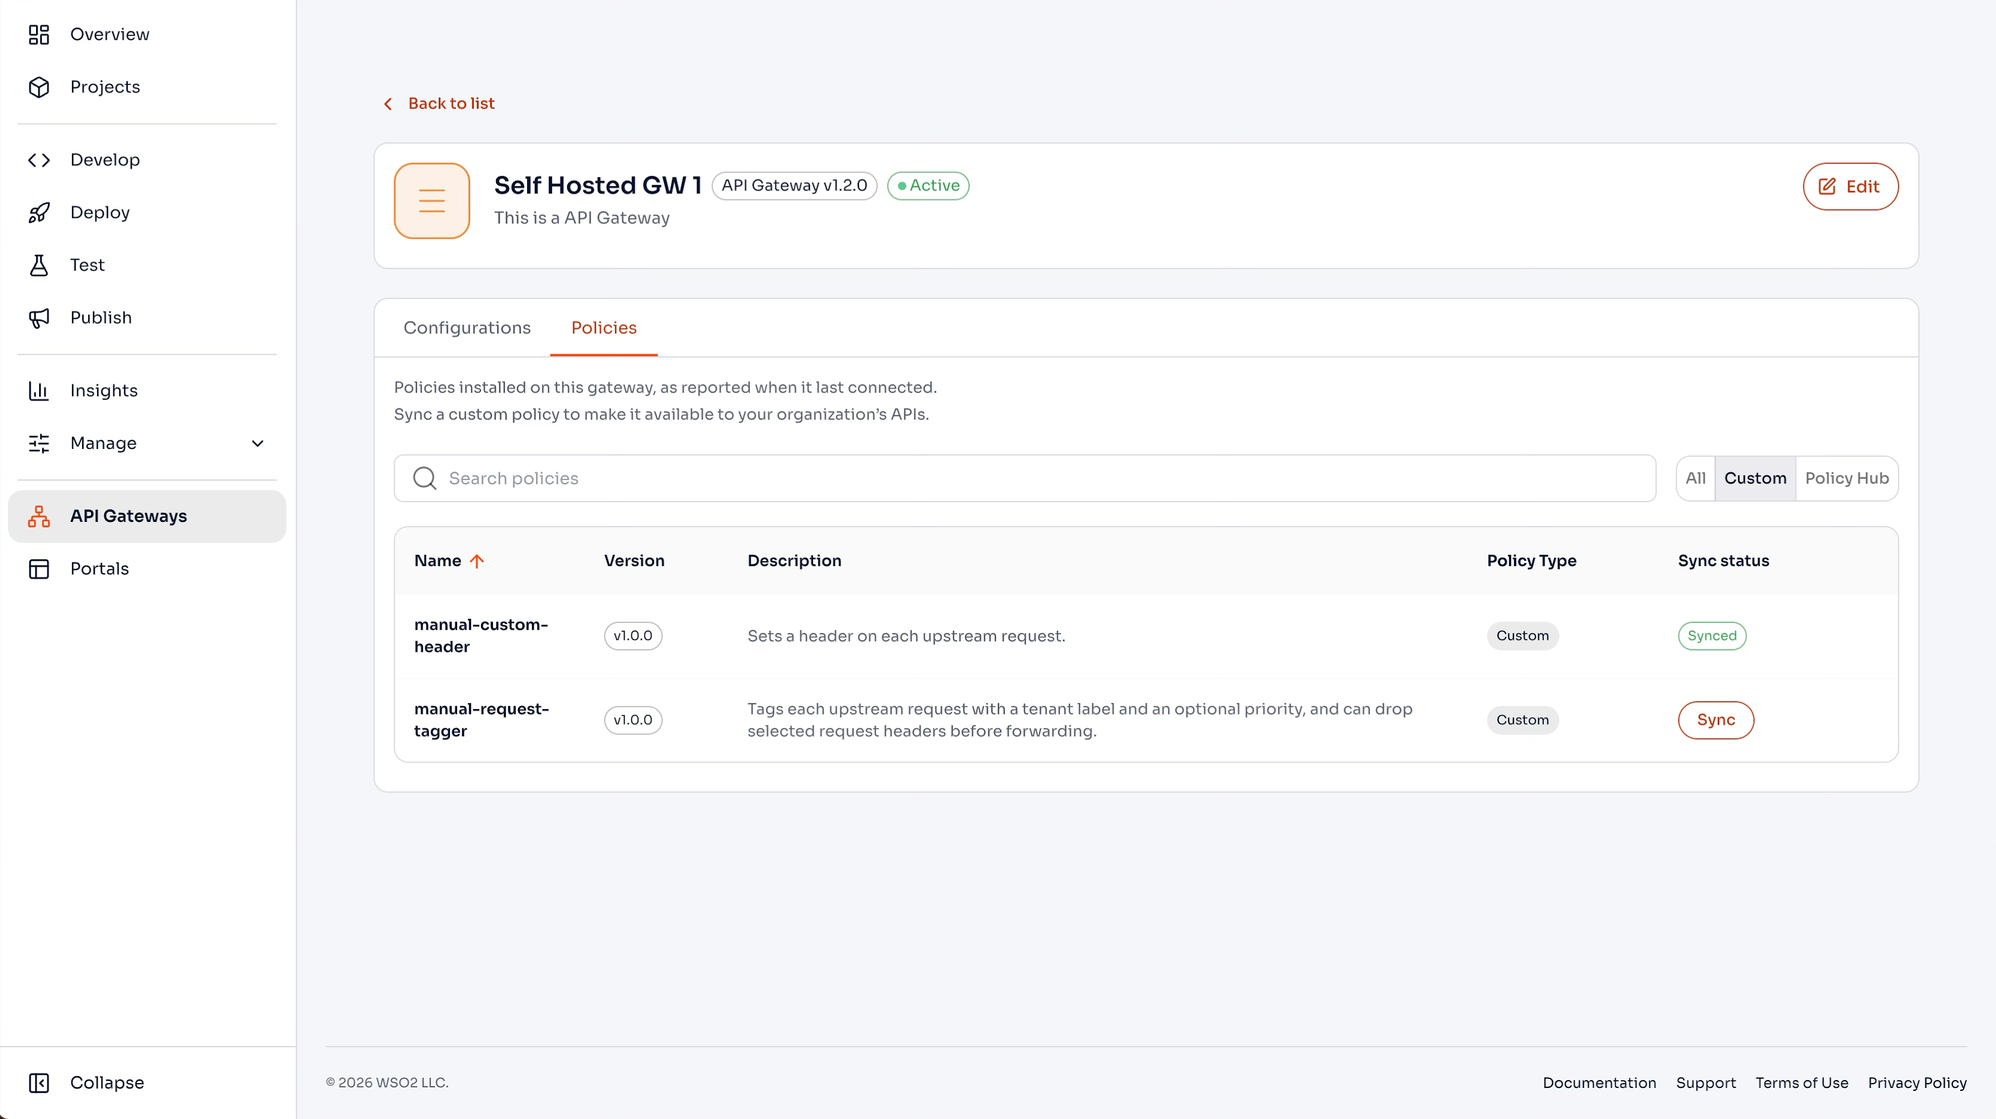 Overview
Projects
Develop
Deploy
Test
Publish
Insights
Manage
API Gateways
Portals
Collapse
Back to list
Self Hosted GW 1
API Gateway v1.2.0
Active
This is a API Gateway
Edit
Configurations
Policies
Policies installed on this gateway, as reported when it last connected.
Sync a custom policy to make it available to your organization’s APIs.
Search policies
All
Custom
Policy Hub
Name
Version
Description
Policy Type
Sync status
manual-custom-
header
v1.0.0
Sets a header on each upstream request.
Custom
Synced
manual-request-
tagger
v1.0.0
Tags each upstream request with a tenant label and an optional priority, and can drop
selected request headers before forwarding.
Custom
Sync
© 2026 WSO2 LLC.
Documentation
Support
Terms of Use
Privacy Policy